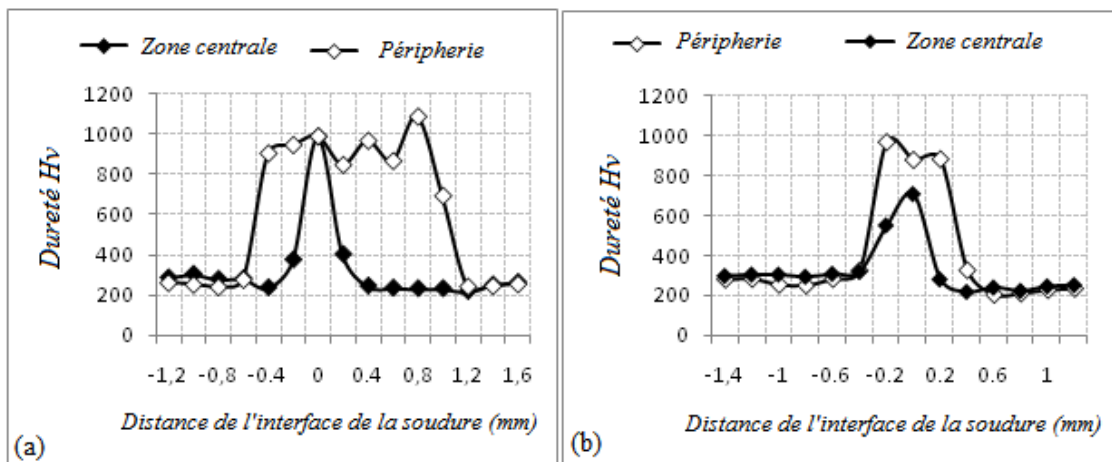 Zone centrale
Péripherie
1200
1000
800
600
400
200
0
-1,2 -0,8 -0.4 0 0.4 0,8 1,2 1,6
Dureté Hv
Distance de l'interface de la soudure (mm)
(a)
Péripherie
Zone centrale
1200
1000
800
600
400
200
0
-1,4 -1 -0.6 -0.2 0.2 0.6 1
Dureté Hv
Distance de l'interface de la soudure (mm)
(b)